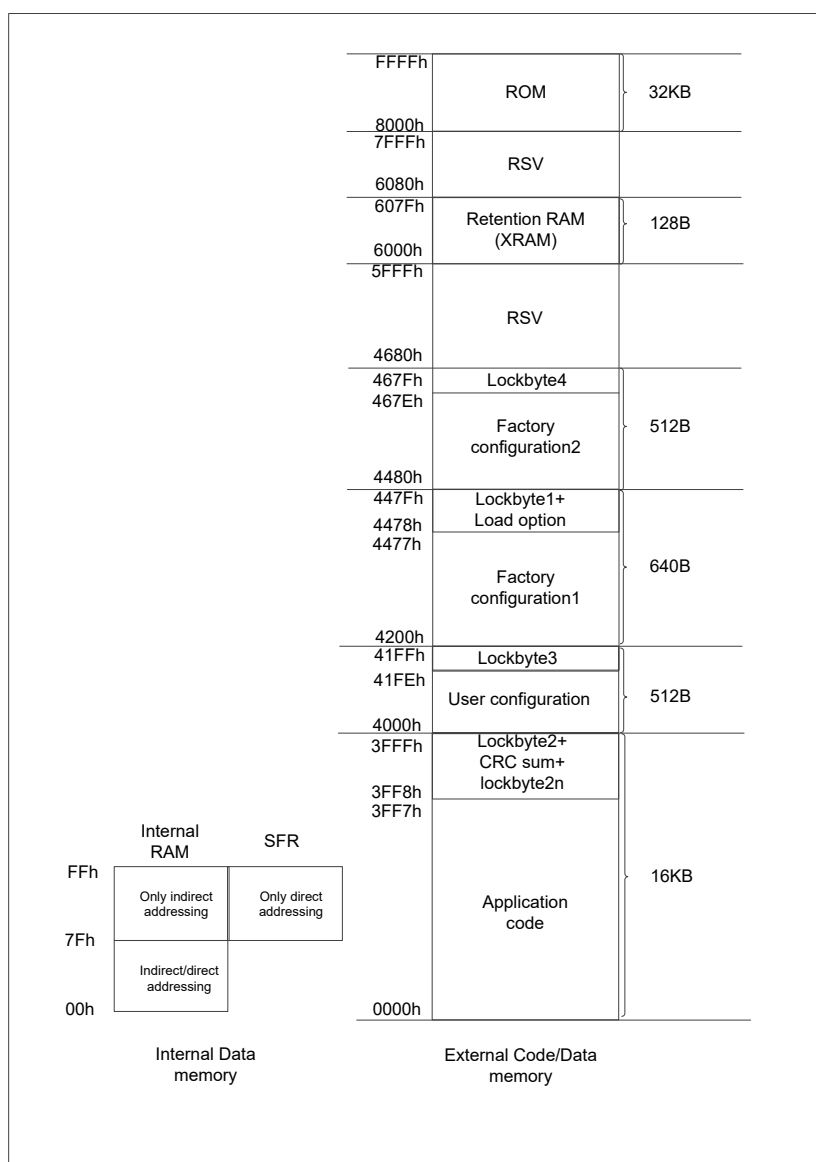 FFFFh
ROM
32KB
8000h
7FFFh
RSV
6080h
607Fh
Retention RAM
(XRAM)
128B
6000h
5FFFh
RSV
4680h
467Fh
Lockbyte4
467Eh
Factory
configuration2
512B
4480h
447Fh
Lockbyte1+
Load option
4478h
4477h
640B
Factory
configuration1
4200h
41FFh
Lockbyte3
41FEh
User configuration
512B
4000h
3FFFh
Lockbyte2+
CRC sum+
lockbyte2n
3FF8h
3FF7h
Application
code
16KB
0000h
Internal
RAM
SFR
FFh
Only indirect
addressing
Only direct
addressing
7Fh
Indirect/direct
addressing
00h
Internal Data
memory
External Code/Data
memory